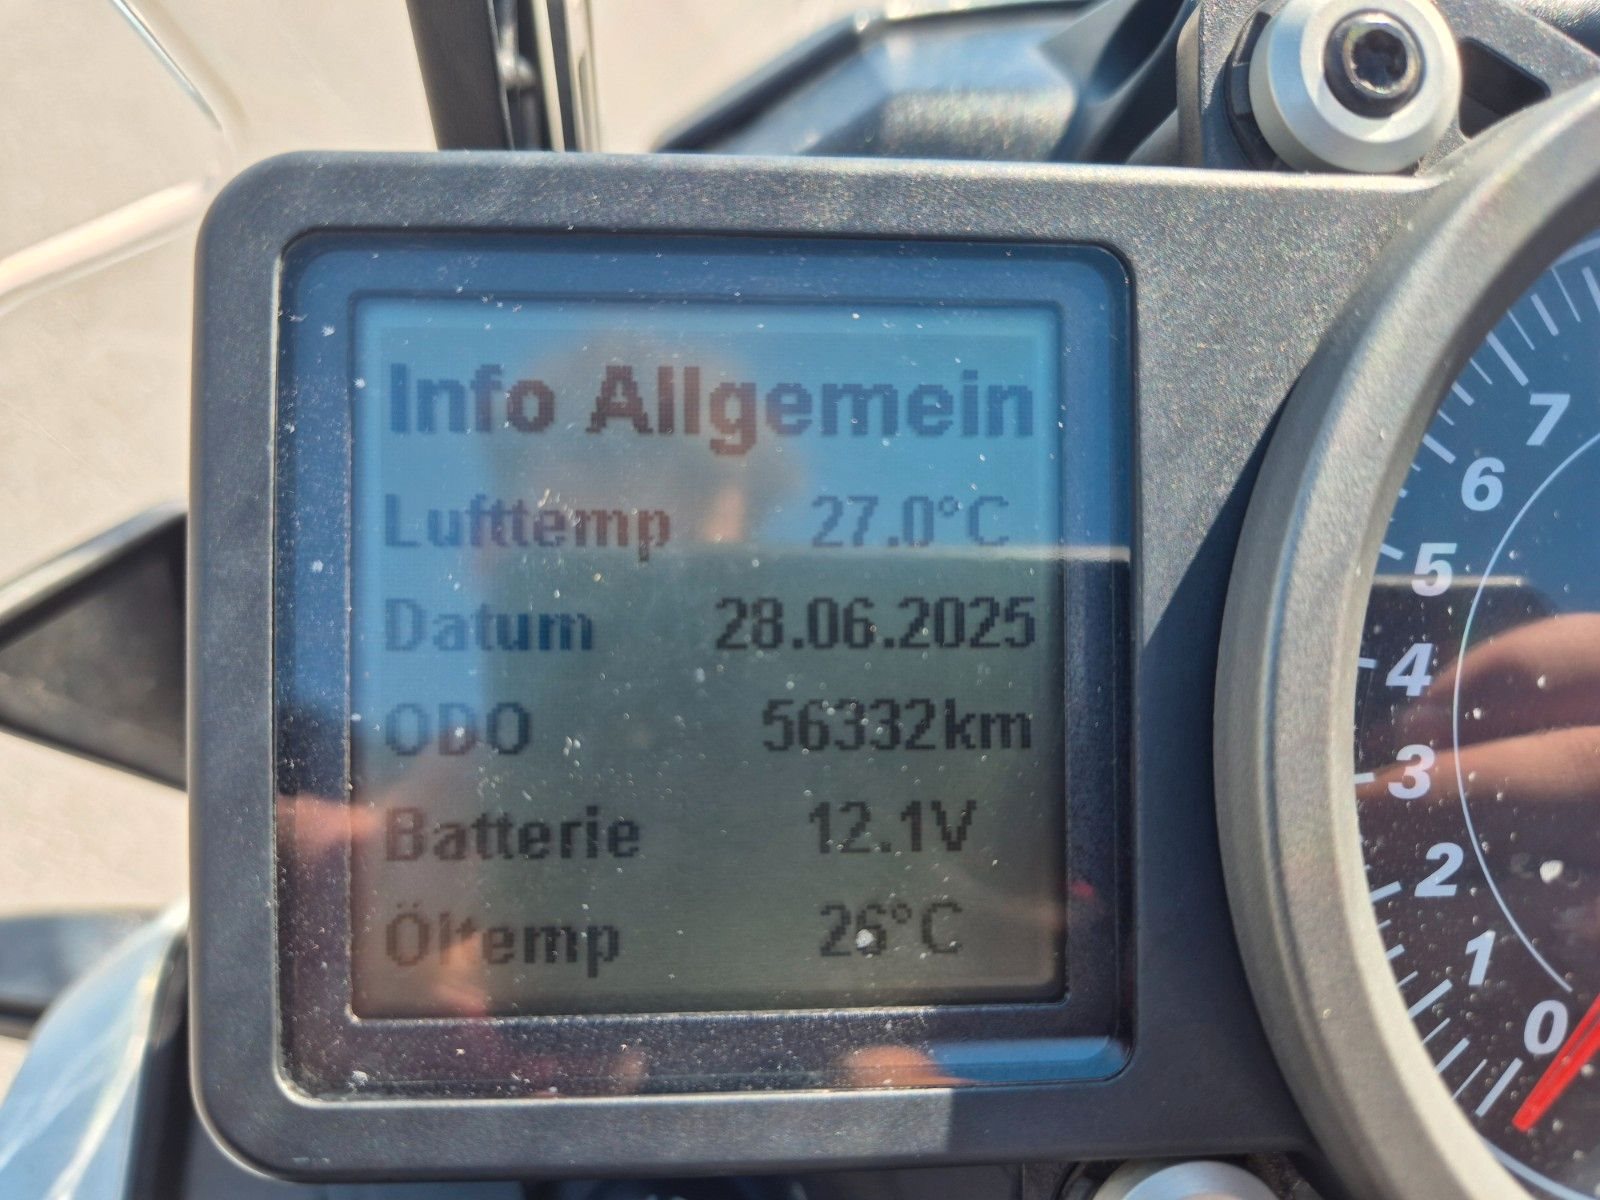 Info Allgemein
Lufttemp 27.0°C
Datum 28.06.2025
ODO 56332km
Batterie 12.1V
Öltemp 26°C
7
6
5
4
3
2
1
0